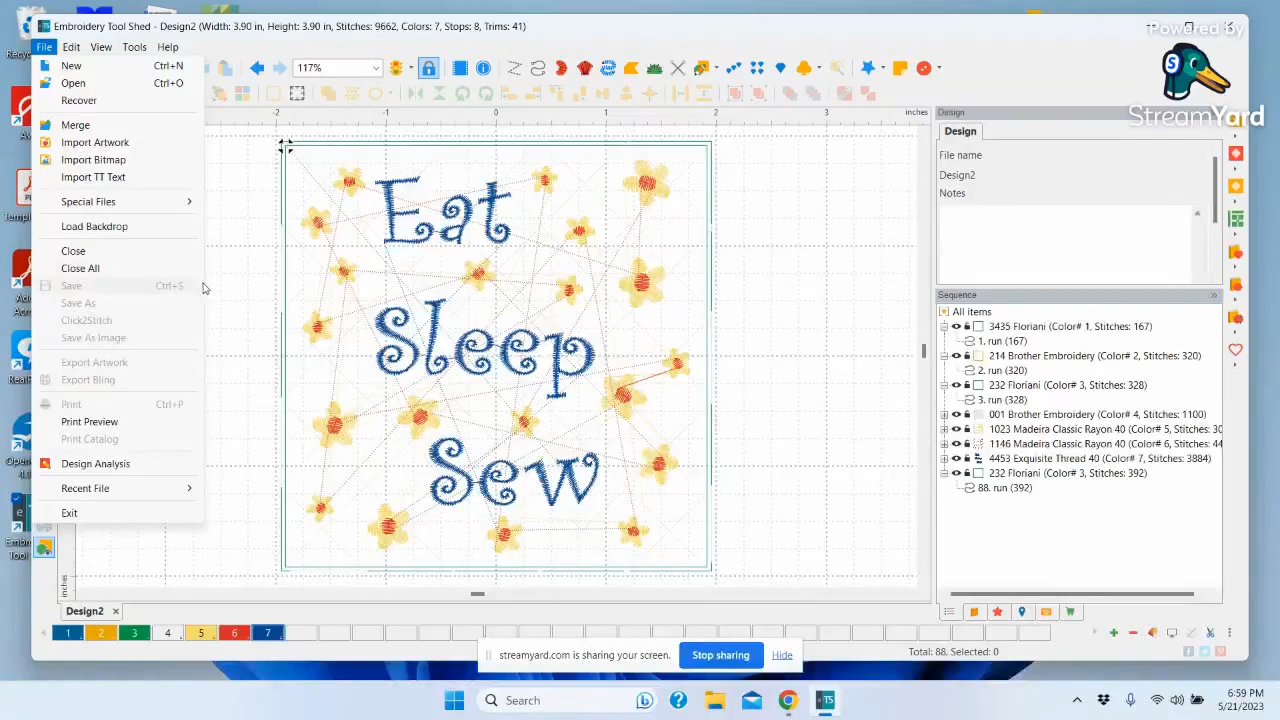 Embroidery Tool Shed - Design2 (Width: 3.90 in, Height: 3.90 in, Stitches: 9662, Colors: 7, Stops: 8, Trims: 41)
Powered By
StreamYard
File Edit View Tools Help
New Ctrl+N
Open Ctrl+O
Recover
Merge
Import Artwork
Import Bitmap
Import TT Text
Special Files
Load Backdrop
Close
Close All
Save Ctrl+S
Save As
Click2Stitch
Save As Image
Export Artwork
Export Bling
Print Ctrl+P
Print Preview
Print Catalog
Design Analysis
Recent File
Exit
117%
-2 -1 0 1 2 3 inches
Eat
Sleep
Sew
inches
Design
Design
File name
Design2
Notes
Sequence
All items
3435 Floriani (Color# 1, Stitches: 167)
1. run (167)
214 Brother Embroidery (Color# 2, Stitches: 320)
2. run (320)
232 Floriani (Color# 3, Stitches: 328)
3. run (328)
001 Brother Embroidery (Color# 4, Stitches: 1100)
1023 Madeira Classic Rayon 40 (Color# 5, Stitches: 30
1146 Madeira Classic Rayon 40 (Color# 6, Stitches: 44
4453 Exquisite Thread 40 (Color# 7, Stitches: 3884)
232 Floriani (Color# 3, Stitches: 392)
88. run (392)
Design2
1 2 3 4 5 6 7
Total: 88, Selected: 0
streamyard.com is sharing your screen. Stop sharing Hide
Search
6:59 PM
5/21/2023